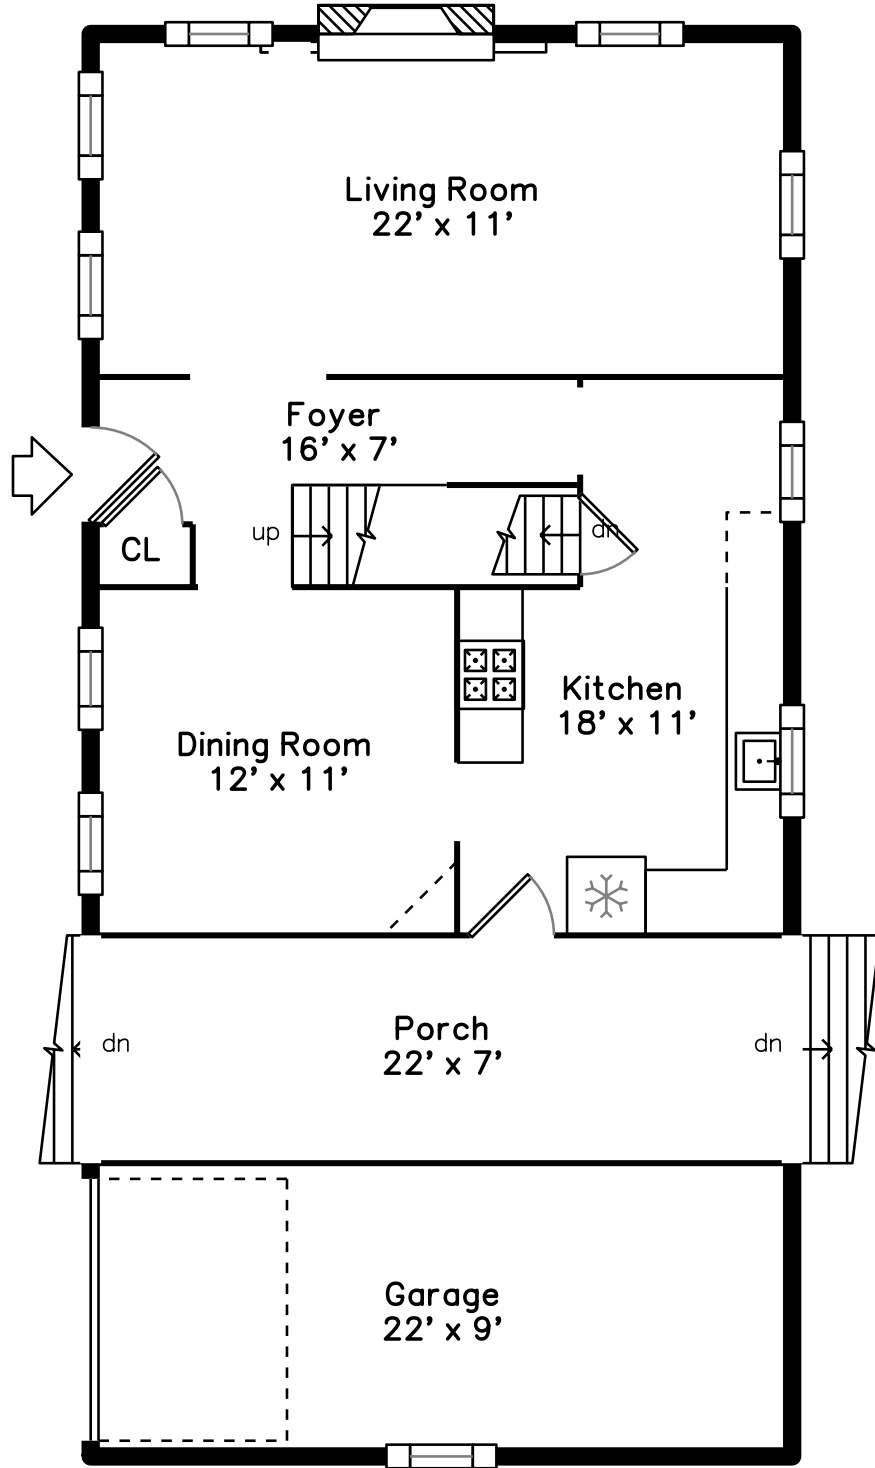 Living Room
22' x 11'
Foyer
16' x 7'
up
dn
CL
Kitchen
18' x 11'
Dining Room
12' x 11'
Porch
22' x 7'
dn
dn
Garage
22' x 9'